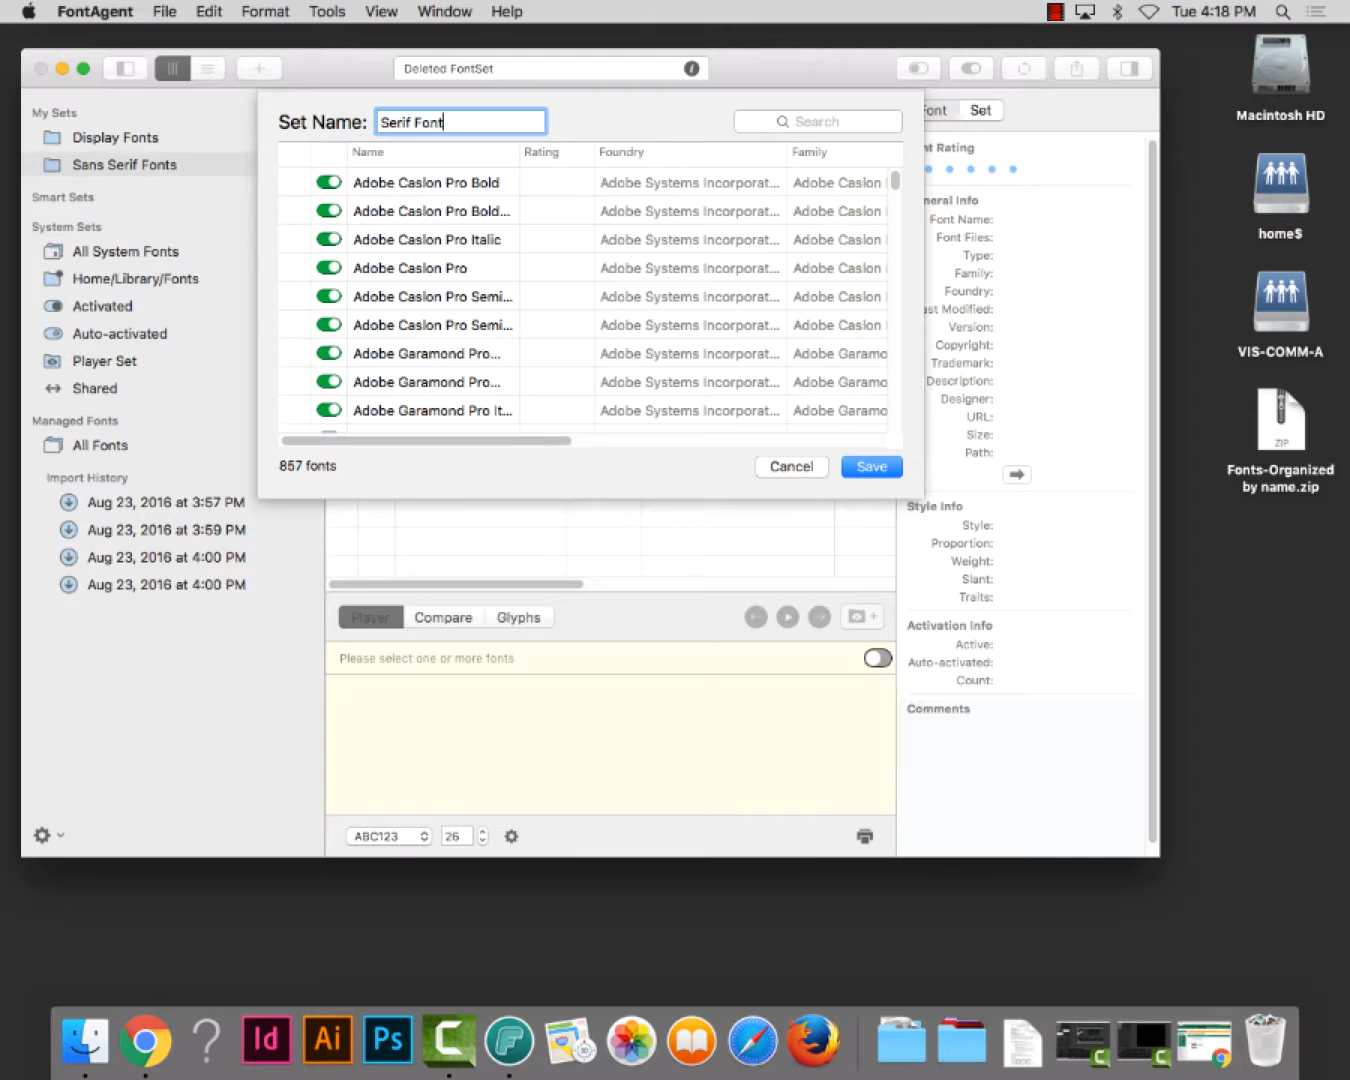 FontAgent File Edit Format Tools View Window Help Tue 4:18 PM
Deleted FontSet
My Sets
Display Fonts
Sans Serif Fonts
Smart Sets
System Sets
All System Fonts
Home/Library/Fonts
Activated
Auto-activated
Player Set
Shared
Managed Fonts
All Fonts
Import History
Aug 23, 2016 at 3:57 PM
Aug 23, 2016 at 3:59 PM
Aug 23, 2016 at 4:00 PM
Aug 23, 2016 at 4:00 PM
Set Name: Serif Font
Search
Name Rating Foundry Family
Adobe Caslon Pro Bold Adobe Systems Incorporat... Adobe Caslon
Adobe Caslon Pro Bold... Adobe Systems Incorporat... Adobe Caslon
Adobe Caslon Pro Italic Adobe Systems Incorporat... Adobe Caslon
Adobe Caslon Pro Adobe Systems Incorporat... Adobe Caslon
Adobe Caslon Pro Semi... Adobe Systems Incorporat... Adobe Caslon
Adobe Caslon Pro Semi... Adobe Systems Incorporat... Adobe Caslon
Adobe Garamond Pro... Adobe Systems Incorporat... Adobe Garamo
Adobe Garamond Pro... Adobe Systems Incorporat... Adobe Garamo
Adobe Garamond Pro It... Adobe Systems Incorporat... Adobe Garamo
857 fonts
Cancel Save
Player Compare Glyphs
Please select one or more fonts
ABC123 26
ont Set
nt Rating
neral Info
Font Name:
Font Files:
Type:
Family:
Foundry:
ast Modified:
Version:
Copyright:
Trademark:
Description:
Designer:
URL:
Size:
Path:
Style Info
Style:
Proportion:
Weight:
Slant:
Traits:
Activation Info
Active:
Auto-activated:
Count:
Comments
Macintosh HD
home$
VIS-COMM-A
ZIP
Fonts-Organized
by name.zip
Id Ai Ps